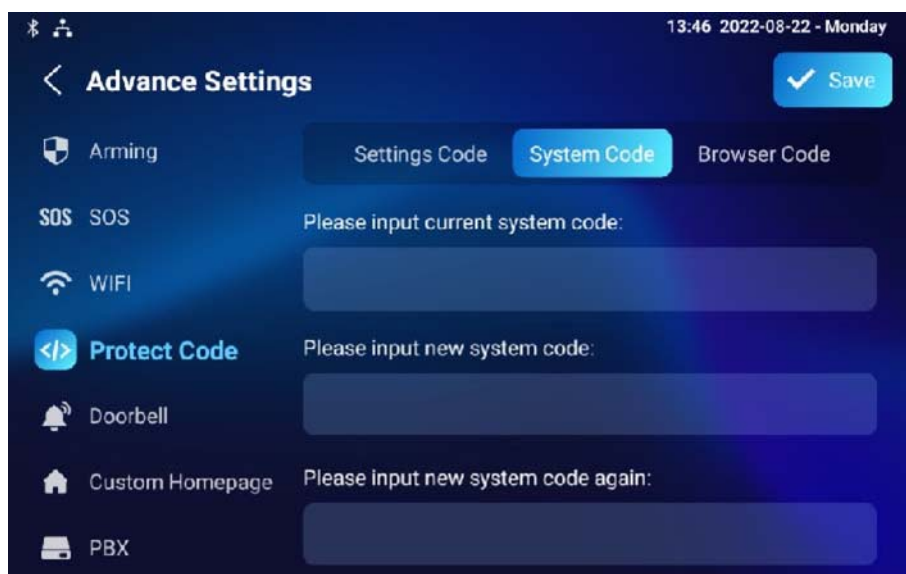 13:46 2022-08-22 - Monday
Advance Settings
Save
Arming
SOS SOS
WIFI
</> Protect Code
Doorbell
Custom Homepage
PBX
Settings Code System Code Browser Code
Please input current system code:
Please input new system code:
Please input new system code again: